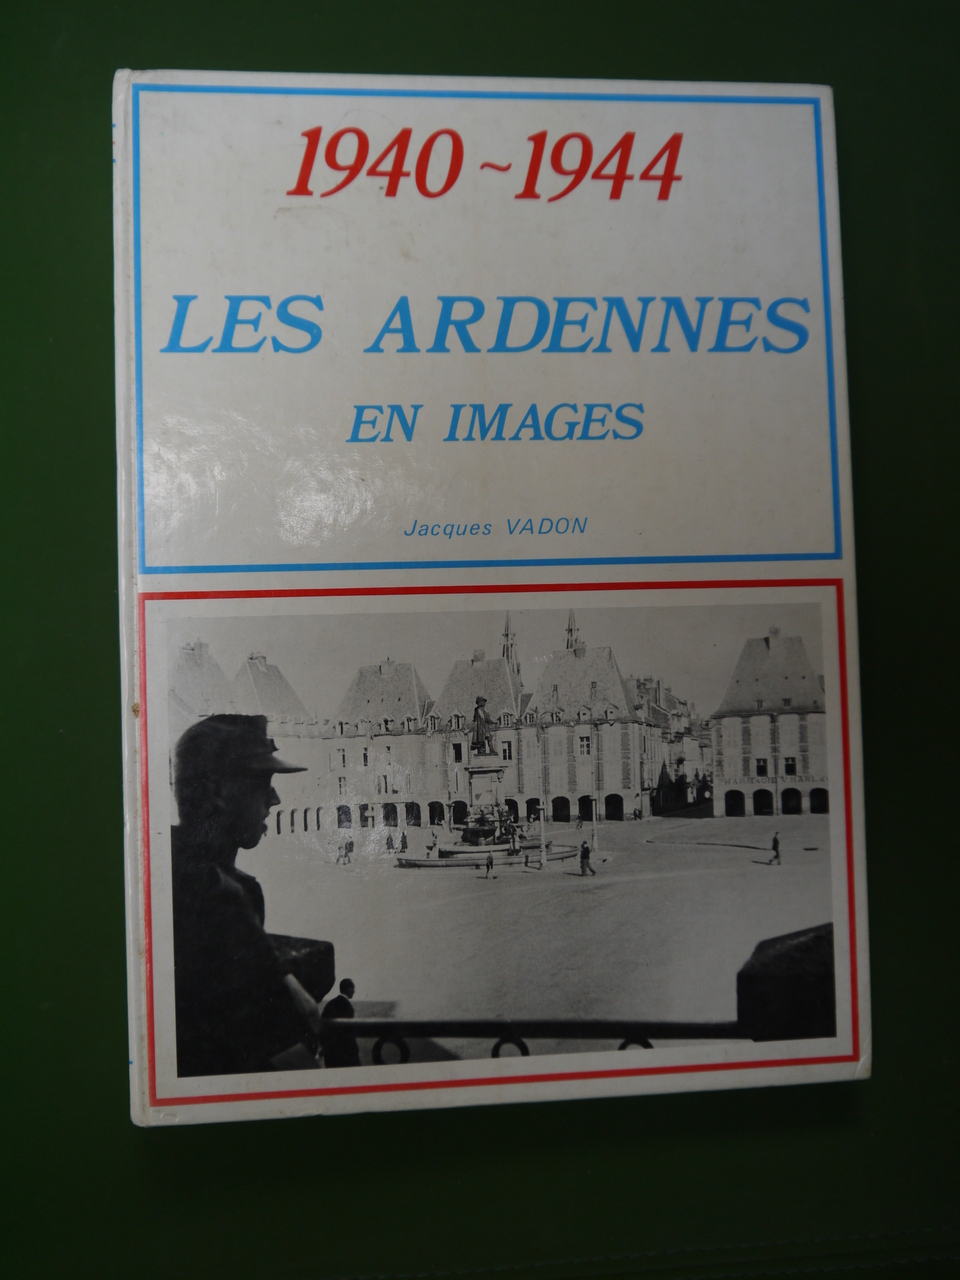 1940~1944
LES ARDENNES
EN IMAGES
Jacques VADON